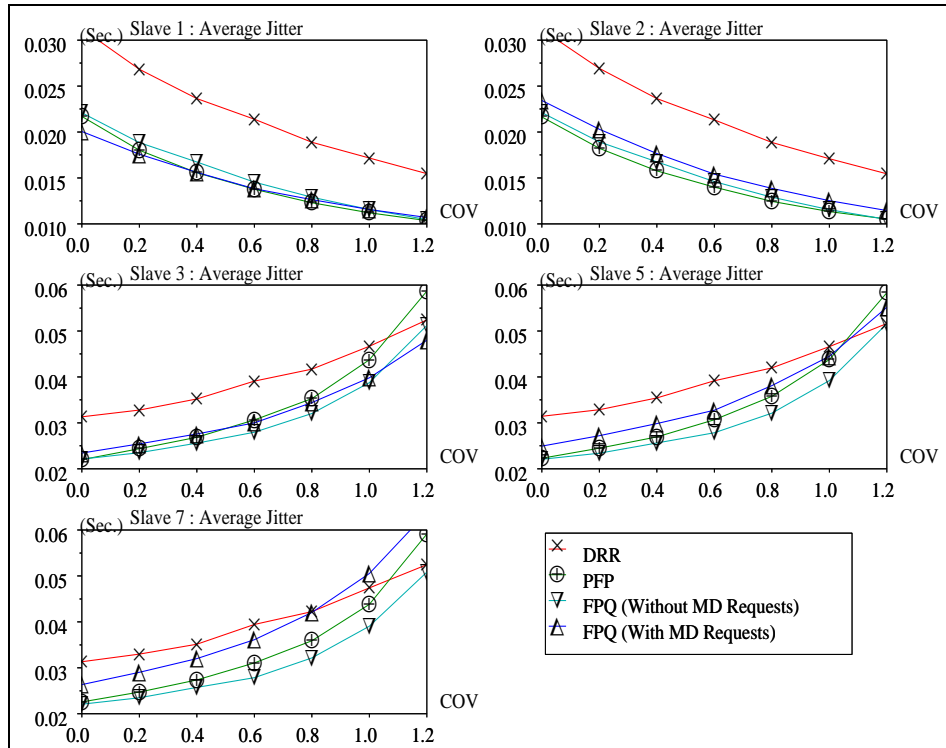 Slave 1 : Average Jitter
(Sec.)
0.030
0.025
0.020
0.015
0.010
COV
0.0 0.2 0.4 0.6 0.8 1.0 1.2
Slave 2 : Average Jitter
(Sec.)
0.030
0.025
0.020
0.015
0.010
COV
0.0 0.2 0.4 0.6 0.8 1.0 1.2
Slave 3 : Average Jitter
(Sec.)
0.06
0.05
0.04
0.03
0.02
COV
0.0 0.2 0.4 0.6 0.8 1.0 1.2
Slave 5 : Average Jitter
(Sec.)
0.06
0.05
0.04
0.03
0.02
COV
0.0 0.2 0.4 0.6 0.8 1.0 1.2
Slave 7 : Average Jitter
(Sec.)
0.06
0.05
0.04
0.03
0.02
COV
0.0 0.2 0.4 0.6 0.8 1.0 1.2
DRR
PFP
FPQ (Without MD Requests)
FPQ (With MD Requests)